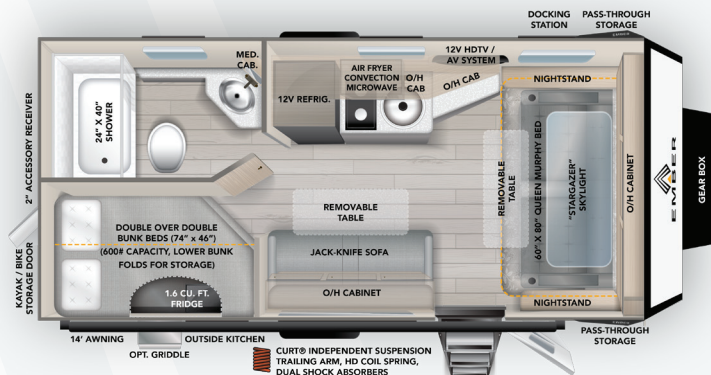 DOCKING
STATION
PASS-THROUGH
STORAGE
MED.
CAB.
12V HDTV /
AV SYSTEM
AIR FRYER
CONVECTION
MICROWAVE
O/H
CAB
O/H CAB
12V REFRIG.
NIGHTSTAND
24" X 40"
SHOWER
2" ACCESSORY RECEIVER
REMOVABLE
TABLE
60" X 80" QUEEN MURPHY BED
"STARGAZER"
SKYLIGHT
O/H CABINET
EMBER
GEAR BOX
REMOVABLE
TABLE
DOUBLE OVER DOUBLE
BUNK BEDS (74" x 46")
(600# CAPACITY, LOWER BUNK
FOLDS FOR STORAGE)
JACK-KNIFE SOFA
KAYAK / BIKE
STORAGE DOOR
1.6 CU. FT.
FRIDGE
O/H CABINET
NIGHTSTAND
14' AWNING
OUTSIDE KITCHEN
OPT. GRIDDLE
PASS-THROUGH
STORAGE
CURT® INDEPENDENT SUSPENSION
TRAILING ARM, HD COIL SPRING,
DUAL SHOCK ABSORBERS